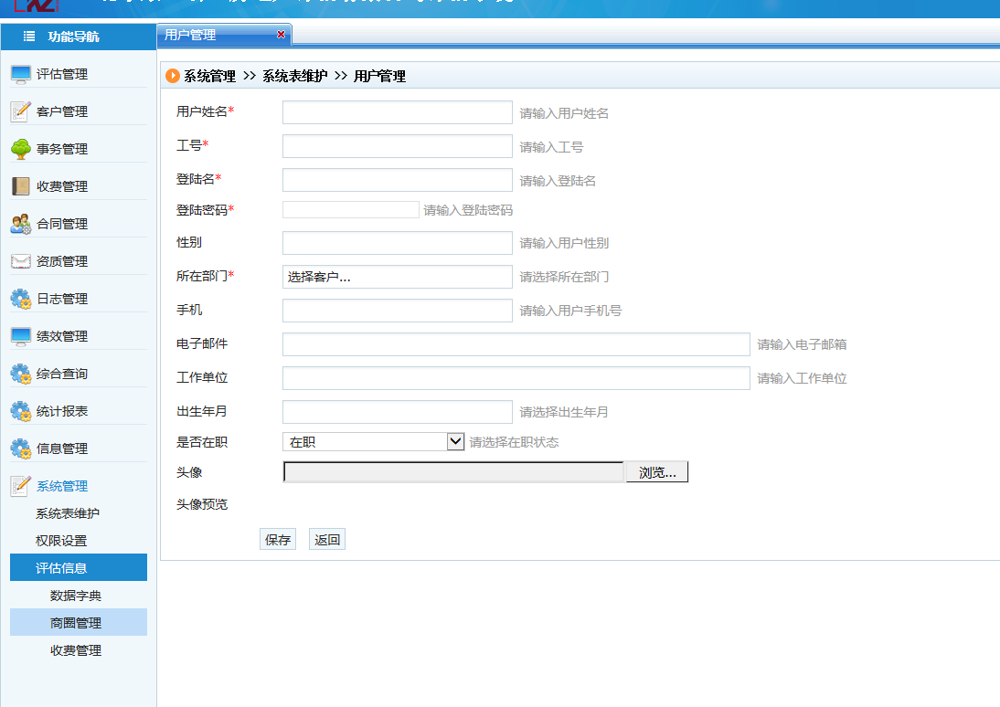 功能导航
用户管理
评估管理
客户管理
事务管理
收费管理
合同管理
资质管理
日志管理
绩效管理
综合查询
统计报表
信息管理
系统管理
系统表维护
权限设置
评估信息
数据字典
商圈管理
收费管理
系统管理 >> 系统表维护 >> 用户管理
用户姓名* 请输入用户姓名
工号* 请输入工号
登陆名* 请输入登陆名
登陆密码* 请输入登陆密码
性别 请输入用户性别
所在部门* 选择客户... 请选择所在部门
手机 请输入用户手机号
电子邮件 请输入电子邮箱
工作单位 请输入工作单位
出生年月 请选择出生年月
是否在职 在职 请选择在职状态
头像 浏览...
头像预览
保存 返回